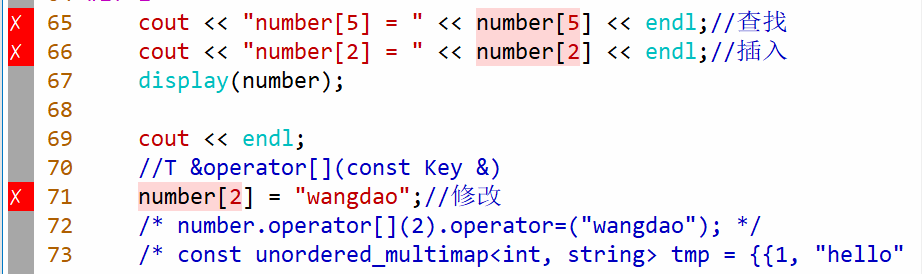 X 65 cout << "number[5] = " << number[5] << endl;//查找
X 66 cout << "number[2] = " << number[2] << endl;//插入
67 display(number);
68
69 cout << endl;
70 //T &operator[](const Key &)
X 71 number[2] = "wangdao";//修改
72 /* number.operator[](2).operator=("wangdao"); */
73 /* const unordered_multimap<int, string> tmp = {{1, "hello"